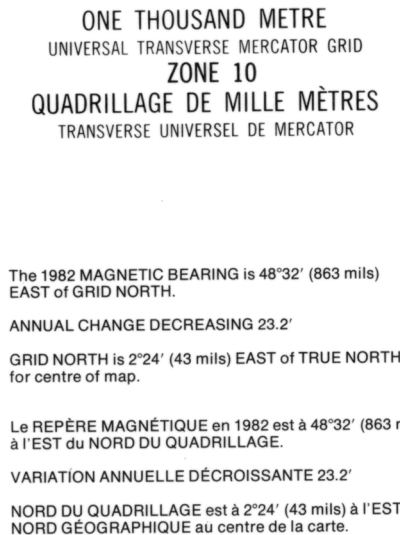 ONE THOUSAND METRE
UNIVERSAL TRANSVERSE MERCATOR GRID
ZONE 10
QUADRILLAGE DE MILLE MÈTRES
TRANSVERSE UNIVERSEL DE MERCATOR
The 1982 MAGNETIC BEARING is 48°32′ (863 mils)
EAST of GRID NORTH.
ANNUAL CHANGE DECREASING 23.2′
GRID NORTH is 2°24′ (43 mils) EAST of TRUE NORTH
for centre of map.
Le REPÈRE MAGNÉTIQUE en 1982 est à 48°32′ (863
à l'EST du NORD DU QUADRILLAGE.
VARIATION ANNUELLE DÉCROISSANTE 23.2′
NORD DU QUADRILLAGE est à 2°24′ (43 mils) à l'EST
NORD GÉOGRAPHIQUE au centre de la carte.